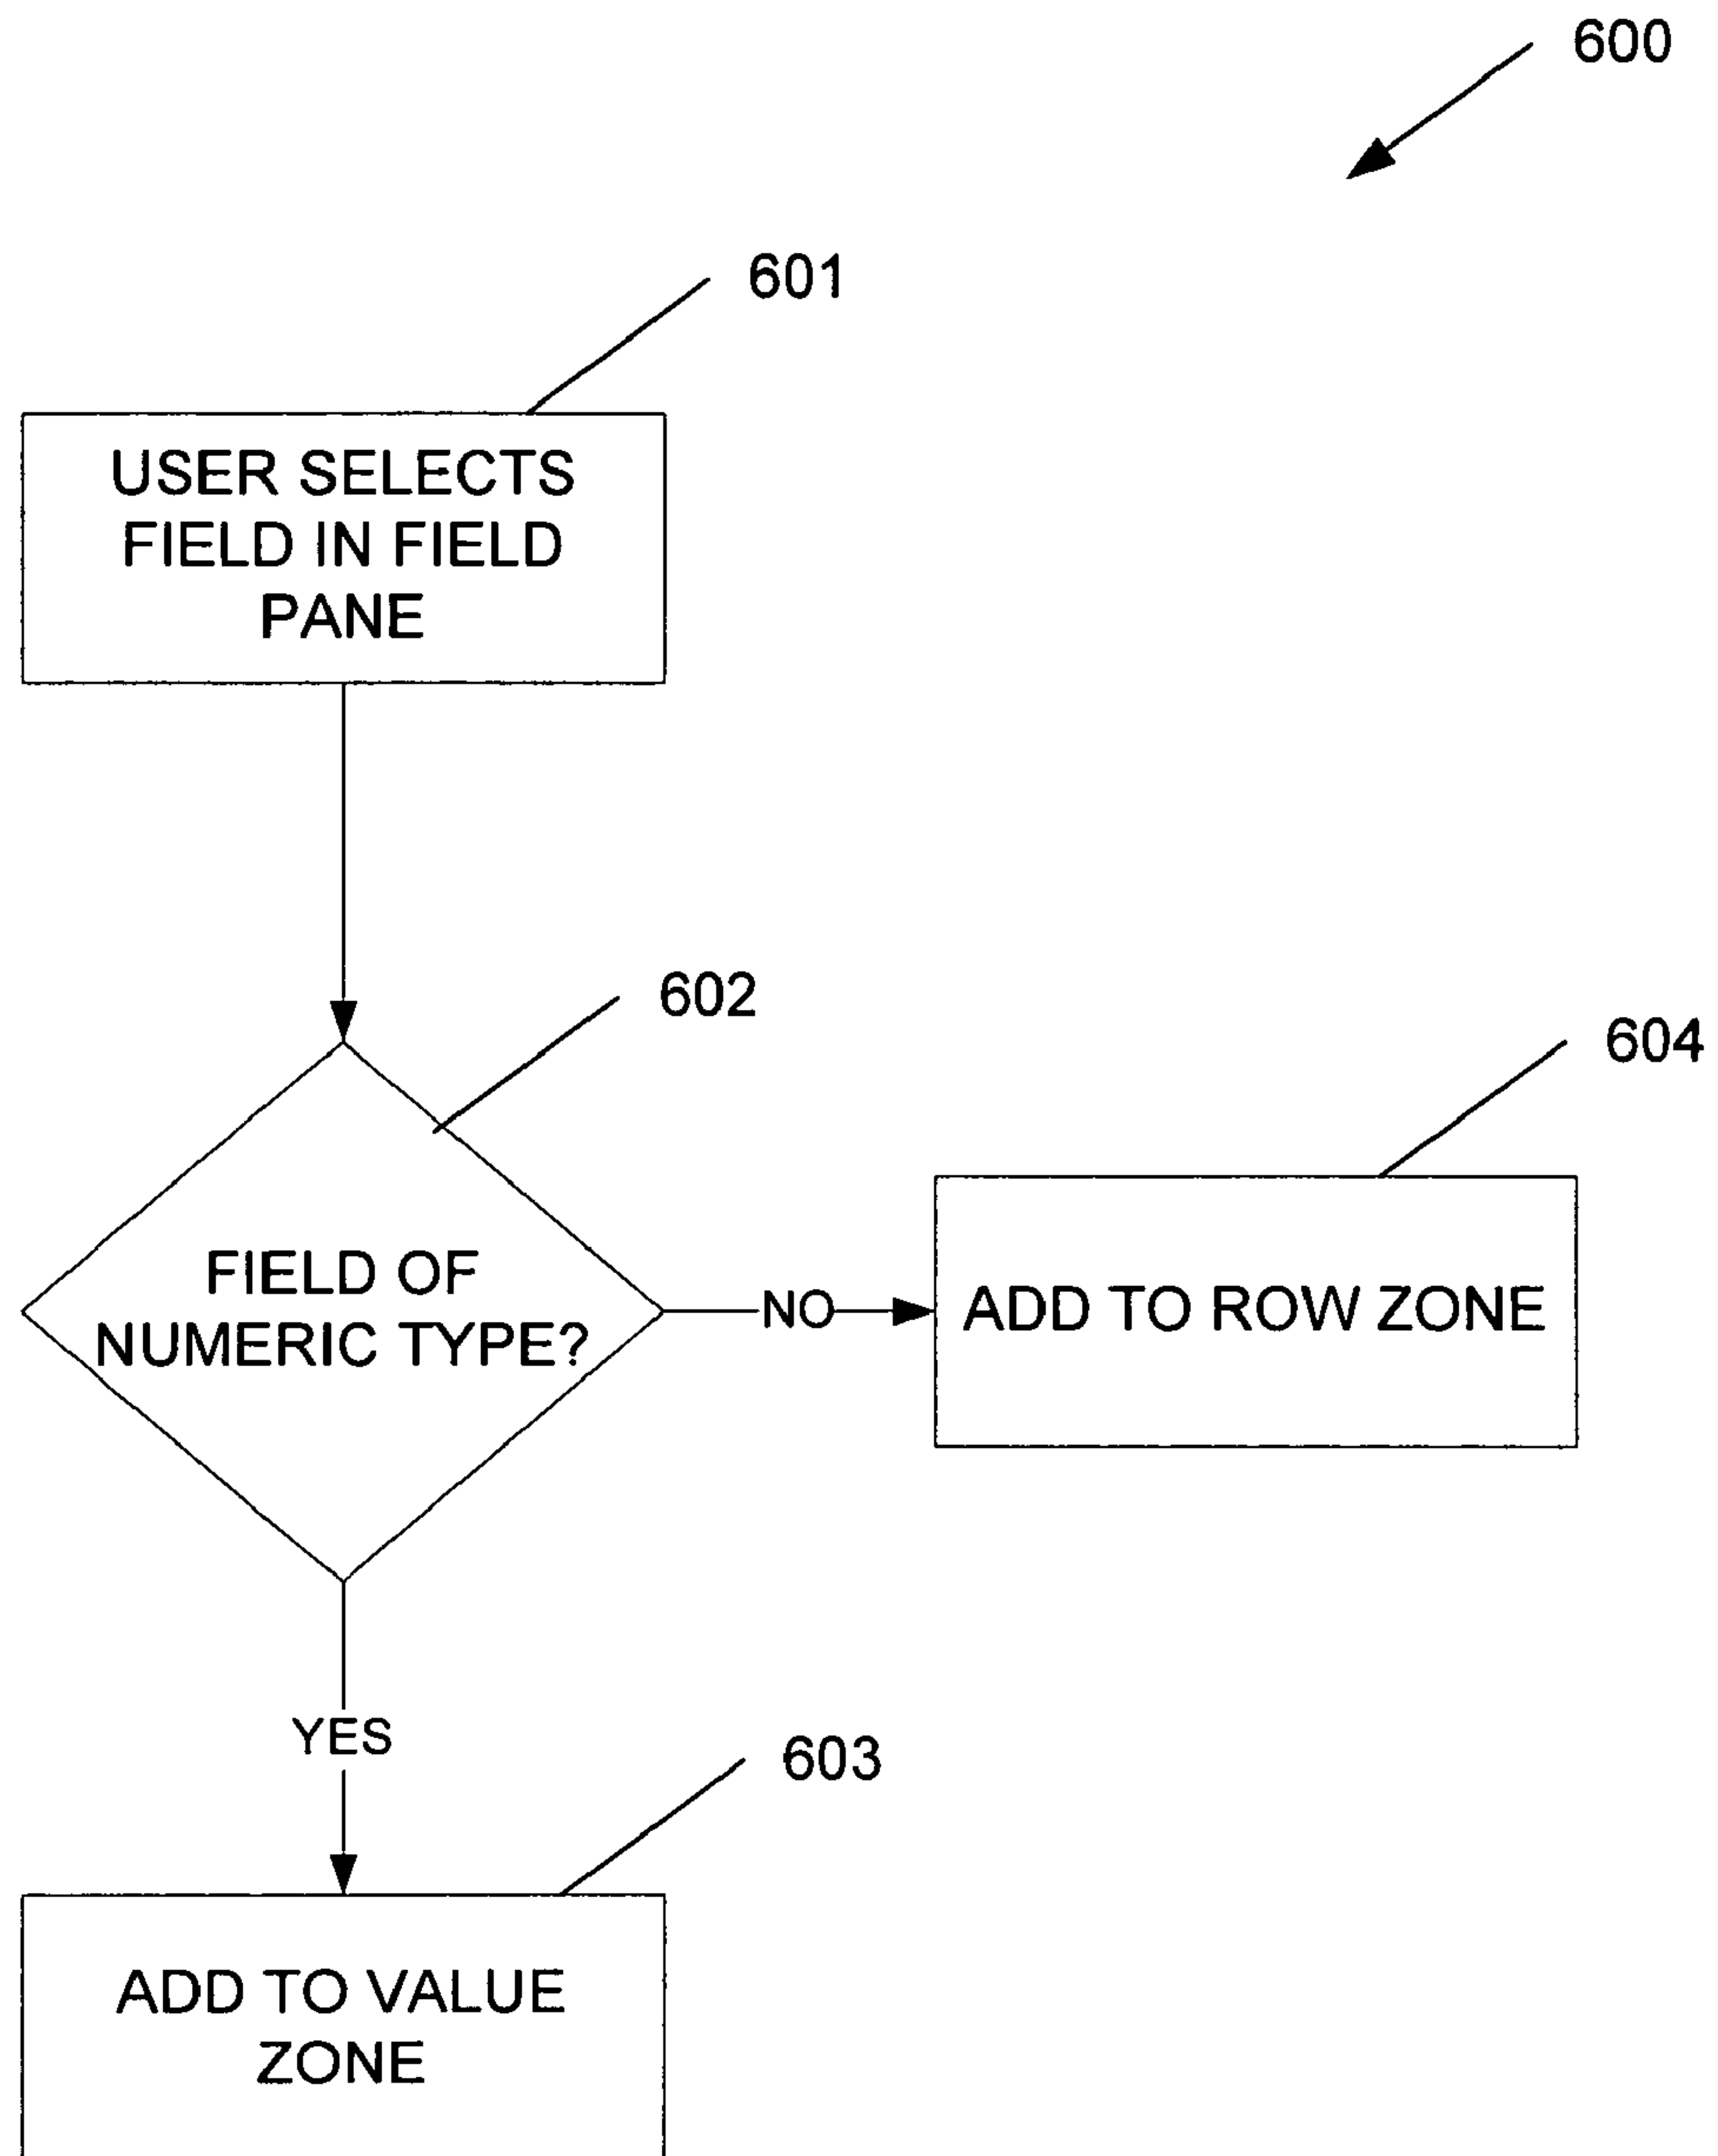 600
601
USER SELECTS
FIELD IN FIELD
PANE
602
604
FIELD OF
NUMERIC TYPE?
NO
ADD TO ROW ZONE
YES
603
ADD TO VALUE
ZONE